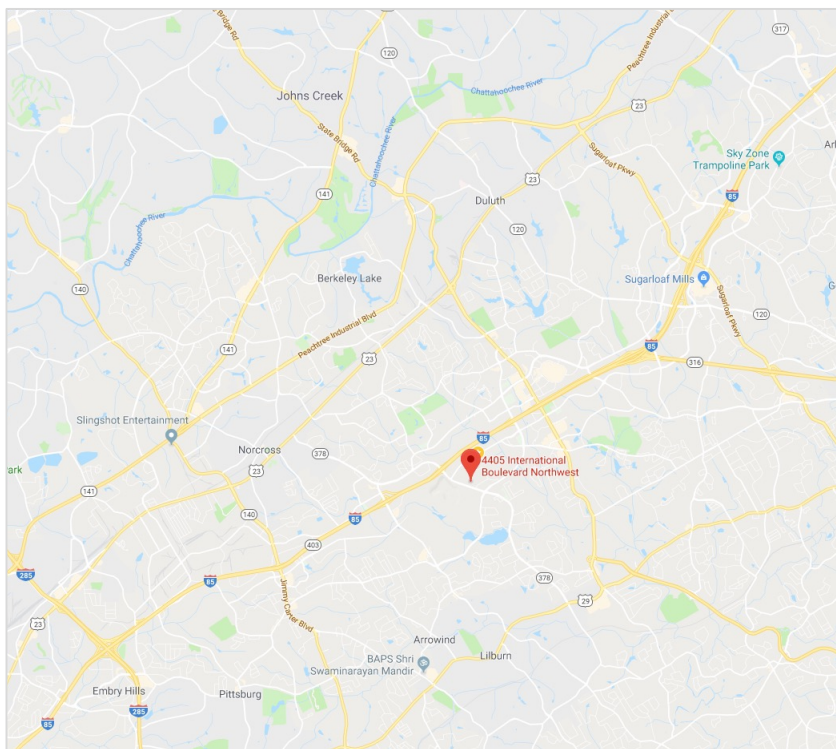 Peachtree Industrial B
317
120
Bridge Rd
Johns Creek
Chattahoochee River
23
State Bridge Rd
Sugarloaf Pkwy
Sky Zone
Trampoline Park
Chattahoochee River
23
141
85
Duluth
120
Chattahoochee River
Berkeley Lake
Sugarloaf Mills
140
Sugarloaf Pkwy
120
Peachtree Industrial Blvd
85
141
23
316
Slingshot Entertainment
85
Norcross
378
4405 International
Boulevard Northwest
ark
23
141
140
85
403
285
85
378
Jimmy Carter Blvd
29
23
Arrowind
BAPS Shri
Swaminarayan Mandir
Lilburn
Embry Hills
Pittsburg
285
85